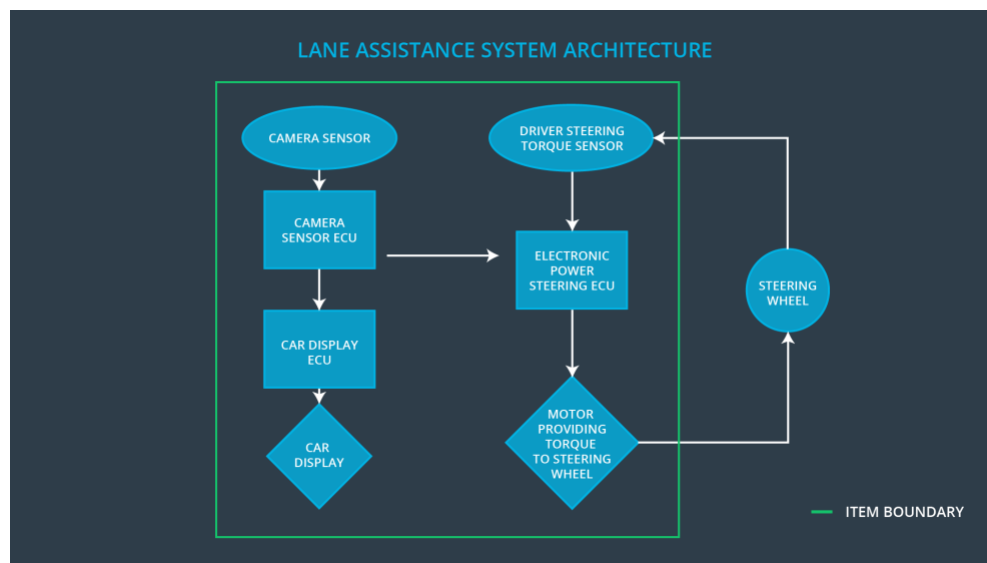 LANE ASSISTANCE SYSTEM ARCHITECTURE
CAMERA SENSOR
DRIVER STEERING
TORQUE SENSOR
CAMERA
SENSOR ECU
ELECTRONIC
POWER
STEERING ECU
STEERING
WHEEL
CAR DISPLAY
ECU
CAR
DISPLAY
MOTOR
PROVIDING
TORQUE
TO STEERING
WHEEL
ITEM BOUNDARY